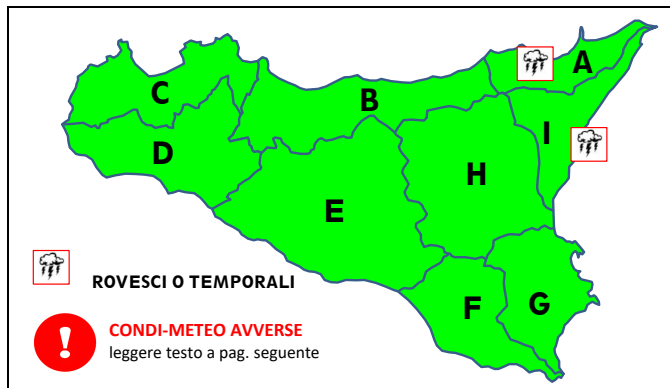 A
C
B
I
D
H
E
ROVESCI O TEMPORALI
F
G
CONDI-METEO AVVERSE
leggere testo a pag. seguente